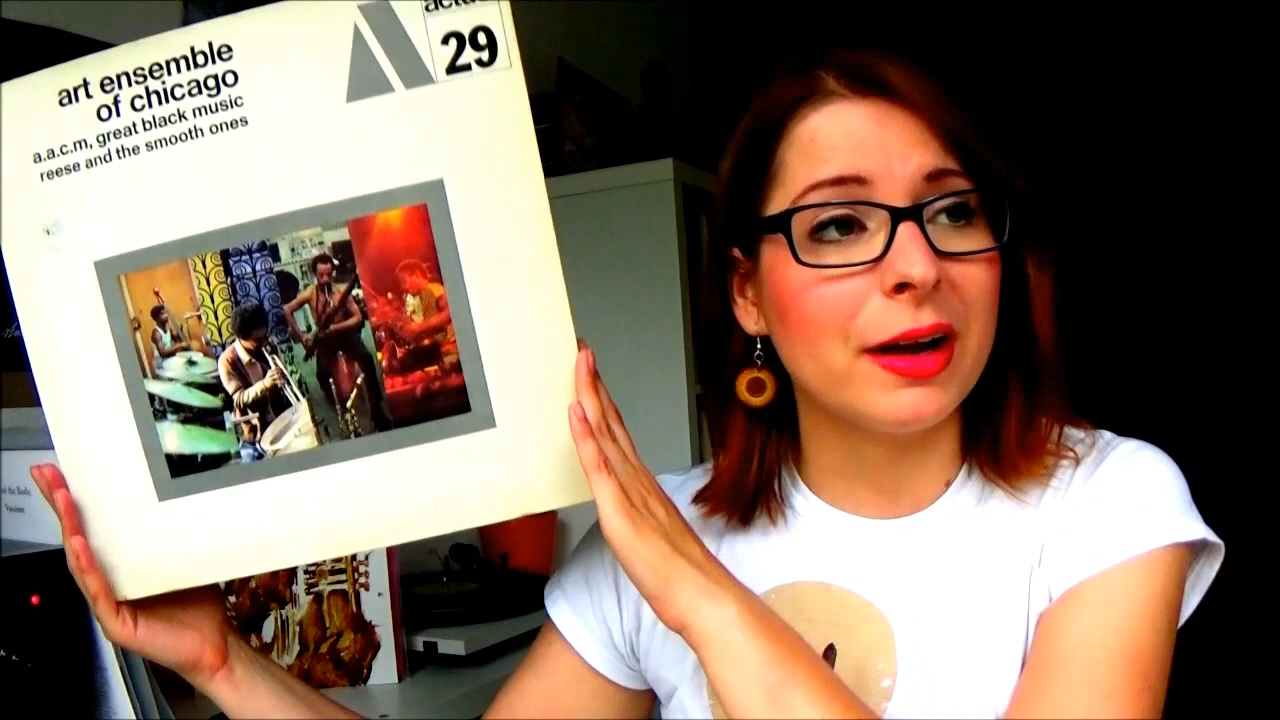 art ensemble
of chicago
a.a.c.m, great black music
reese and the smooth ones
29